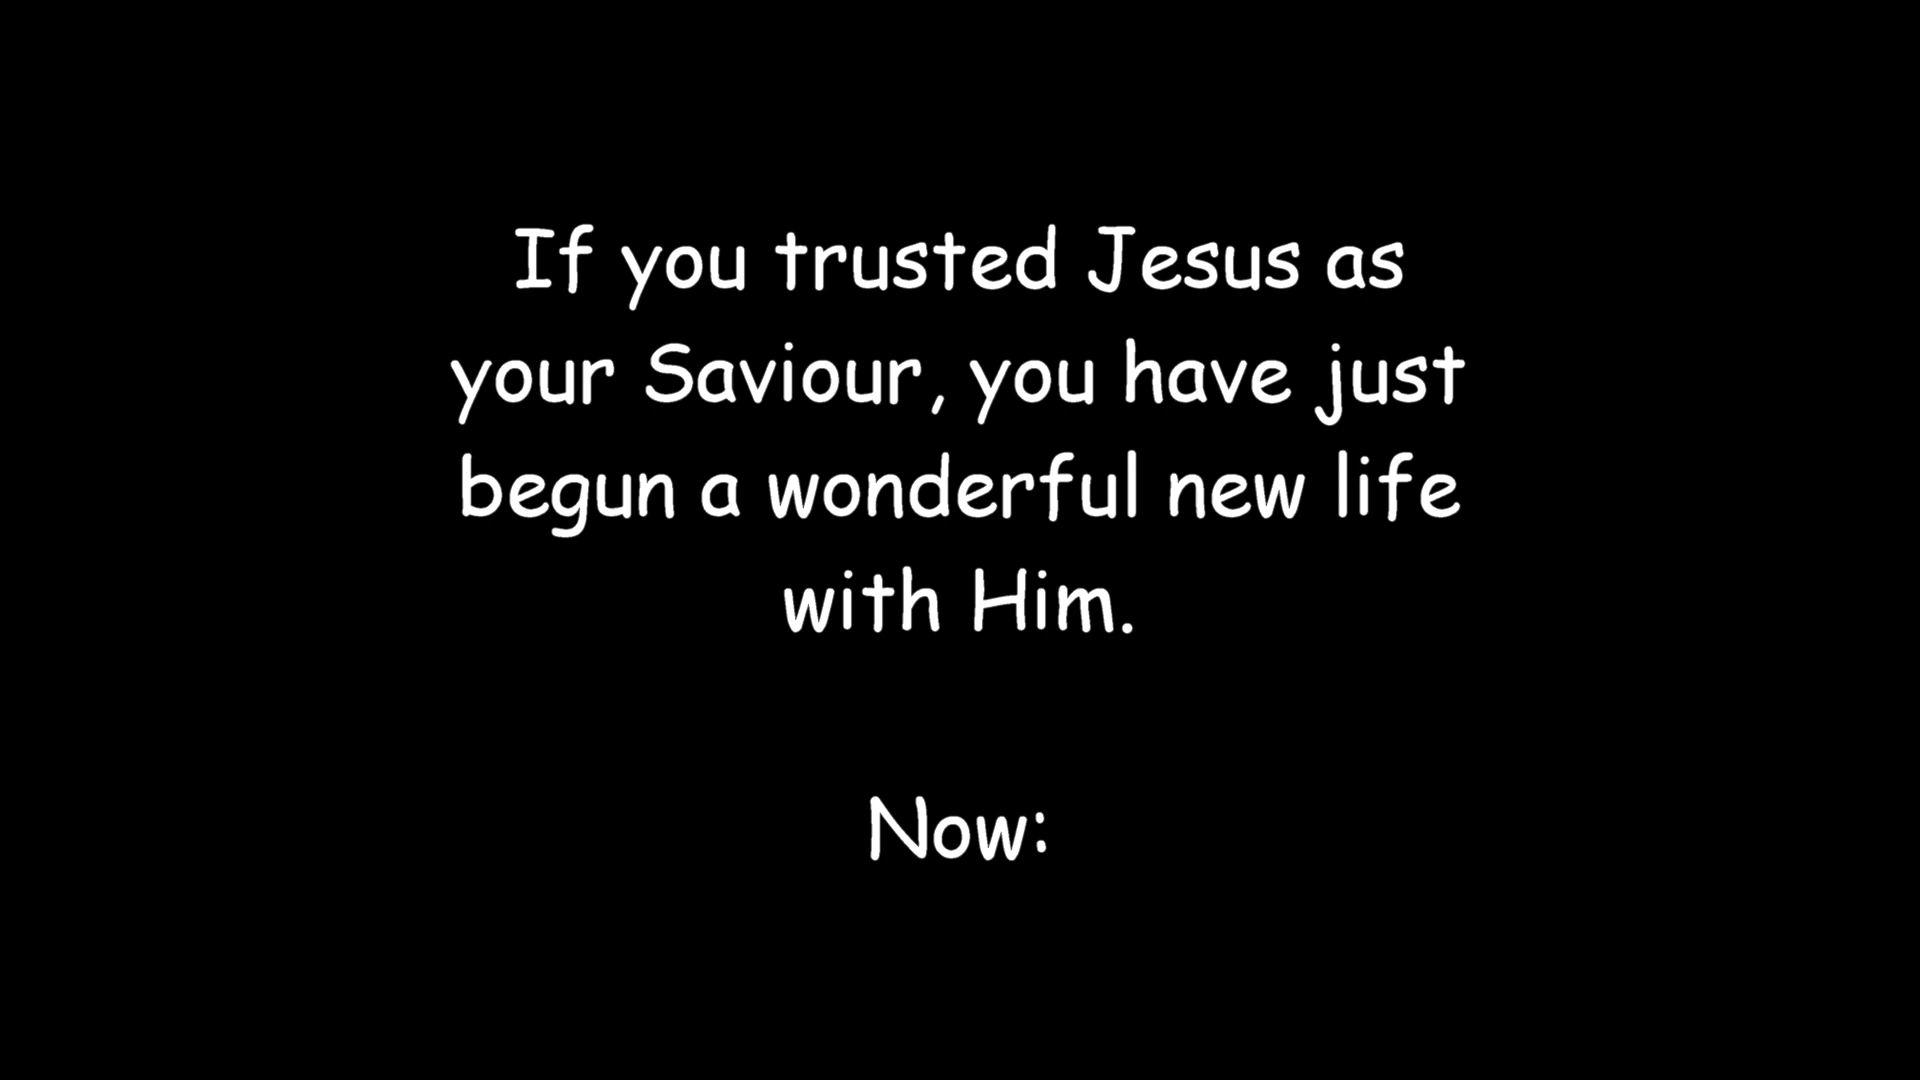 If you trusted Jesus as
your Saviour, you have just
begun a wonderful new life
with Him.
Now: